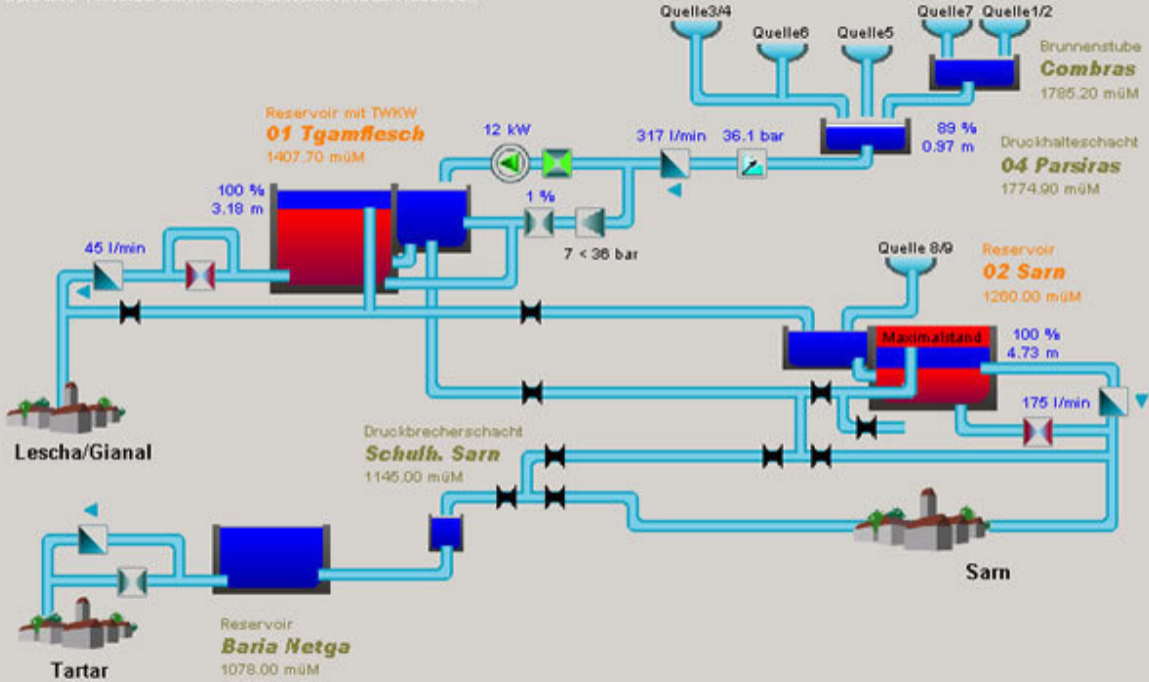 Quelle3/4
Quelle6
Quelle5
Quelle7
Quelle1/2
Brunnenstube
Combras
1785.20 müM
Reservoir mit TWKW
01 Tgamflesch
1407.70 müM
12 kW
317 l/min
36.1 bar
89 %
0.97 m
Druckhalteschacht
04 Parsiras
1774.90 müM
100 %
3.18 m
1 %
7 < 36 bar
45 l/min
Quelle 8/9
Reservoir
02 Sarn
1260.00 müM
Maximalstand
100 %
4.73 m
175 l/min
Lescha/Gianal
Druckbrecherschacht
Schulh. Sarn
1145.00 müM
Sarn
Reservoir
Baria Netga
1078.00 müM
Tartar